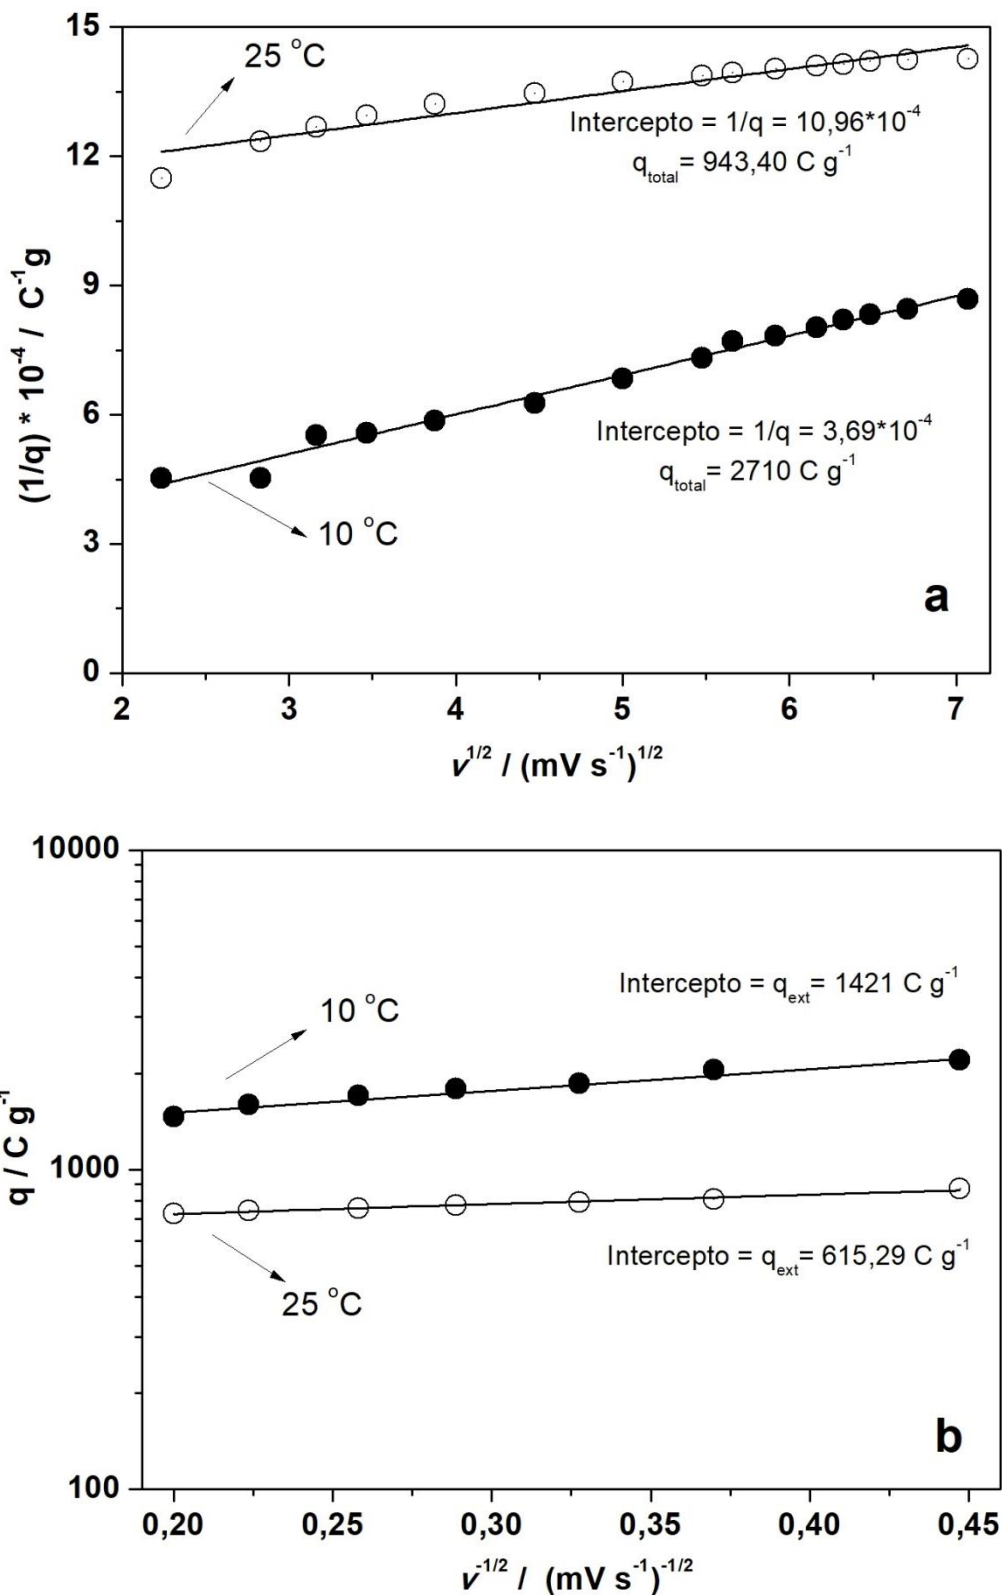 15
12
9
6
3
0
(1/q) * 10⁻⁴ / C⁻¹g
25 °C
Intercepto = 1/q = 10,96*10⁻⁴
q_total= 943,40 C g⁻¹
Intercepto = 1/q = 3,69*10⁻⁴
q_total= 2710 C g⁻¹
10 °C
a
2 3 4 5 6 7
v^1/2 / (mV s⁻¹)^1/2
10000
1000
100
q / C g⁻¹
Intercepto = q_ext= 1421 C g⁻¹
10 °C
Intercepto = q_ext= 615,29 C g⁻¹
25 °C
b
0,20 0,25 0,30 0,35 0,40 0,45
v^-1/2 / (mV s⁻¹)^-1/2